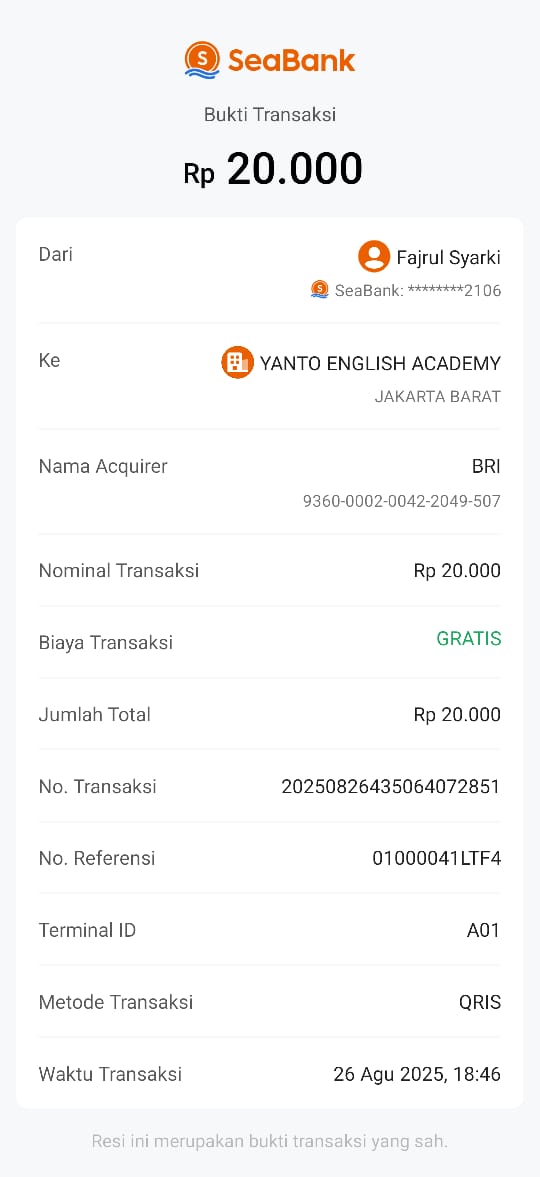 SeaBank
Bukti Transaksi
Rp 20.000
Dari
Fajrul Syarki
SeaBank: ********2106
Ke
YANTO ENGLISH ACADEMY
JAKARTA BARAT
Nama Acquirer
BRI
9360-0002-0042-2049-507
Nominal Transaksi
Rp 20.000
Biaya Transaksi
GRATIS
Jumlah Total
Rp 20.000
No. Transaksi
20250826435064072851
No. Referensi
01000041LTF4
Terminal ID
A01
Metode Transaksi
QRIS
Waktu Transaksi
26 Agu 2025, 18:46
Resi ini merupakan bukti transaksi yang sah.